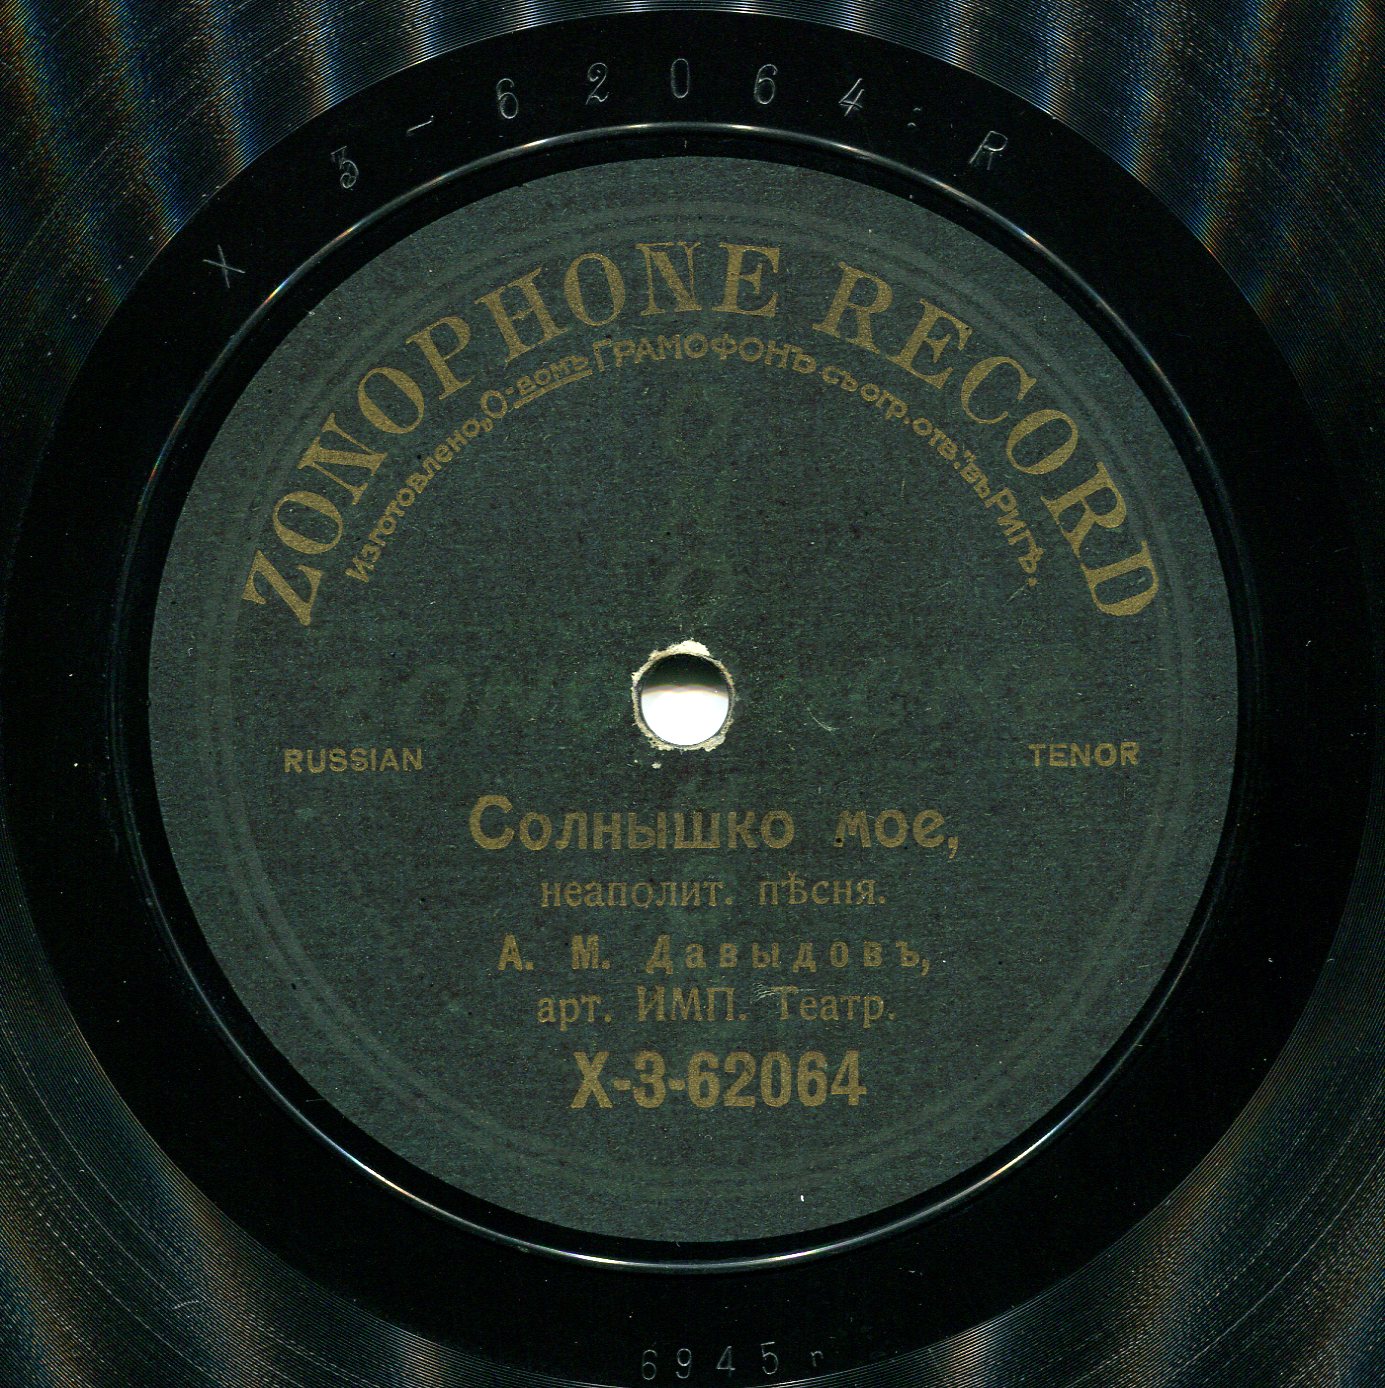 X 3-62064: R
ZONOPHONE RECORD
Изготовлено „О-вомъ ГРАМОФОНЪ съ огр. отв." въ Ригѣ.
RUSSIAN
TENOR
Солнышко мое,
неаполит. пѣсня.
А. М. Давыдовъ,
арт. ИМП. Театр.
X-3-62064
6945 r